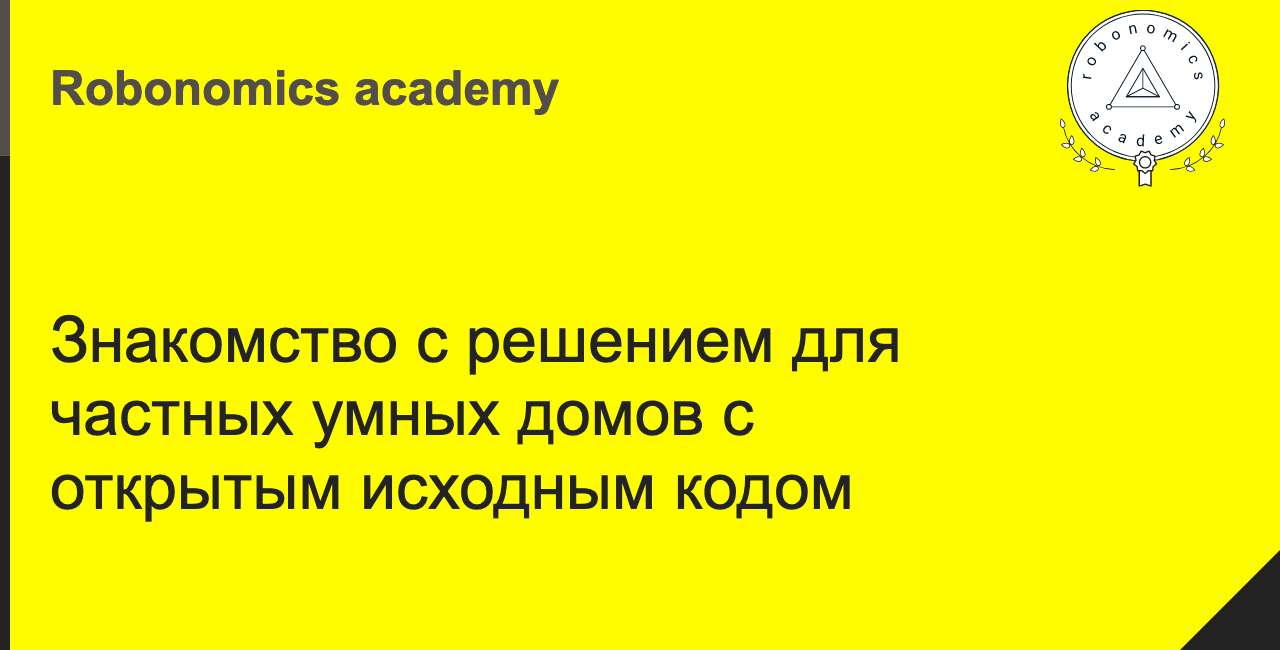 Robonomics academy
robonomics
academy
Знакомство с решением для
частных умных домов с
открытым исходным кодом